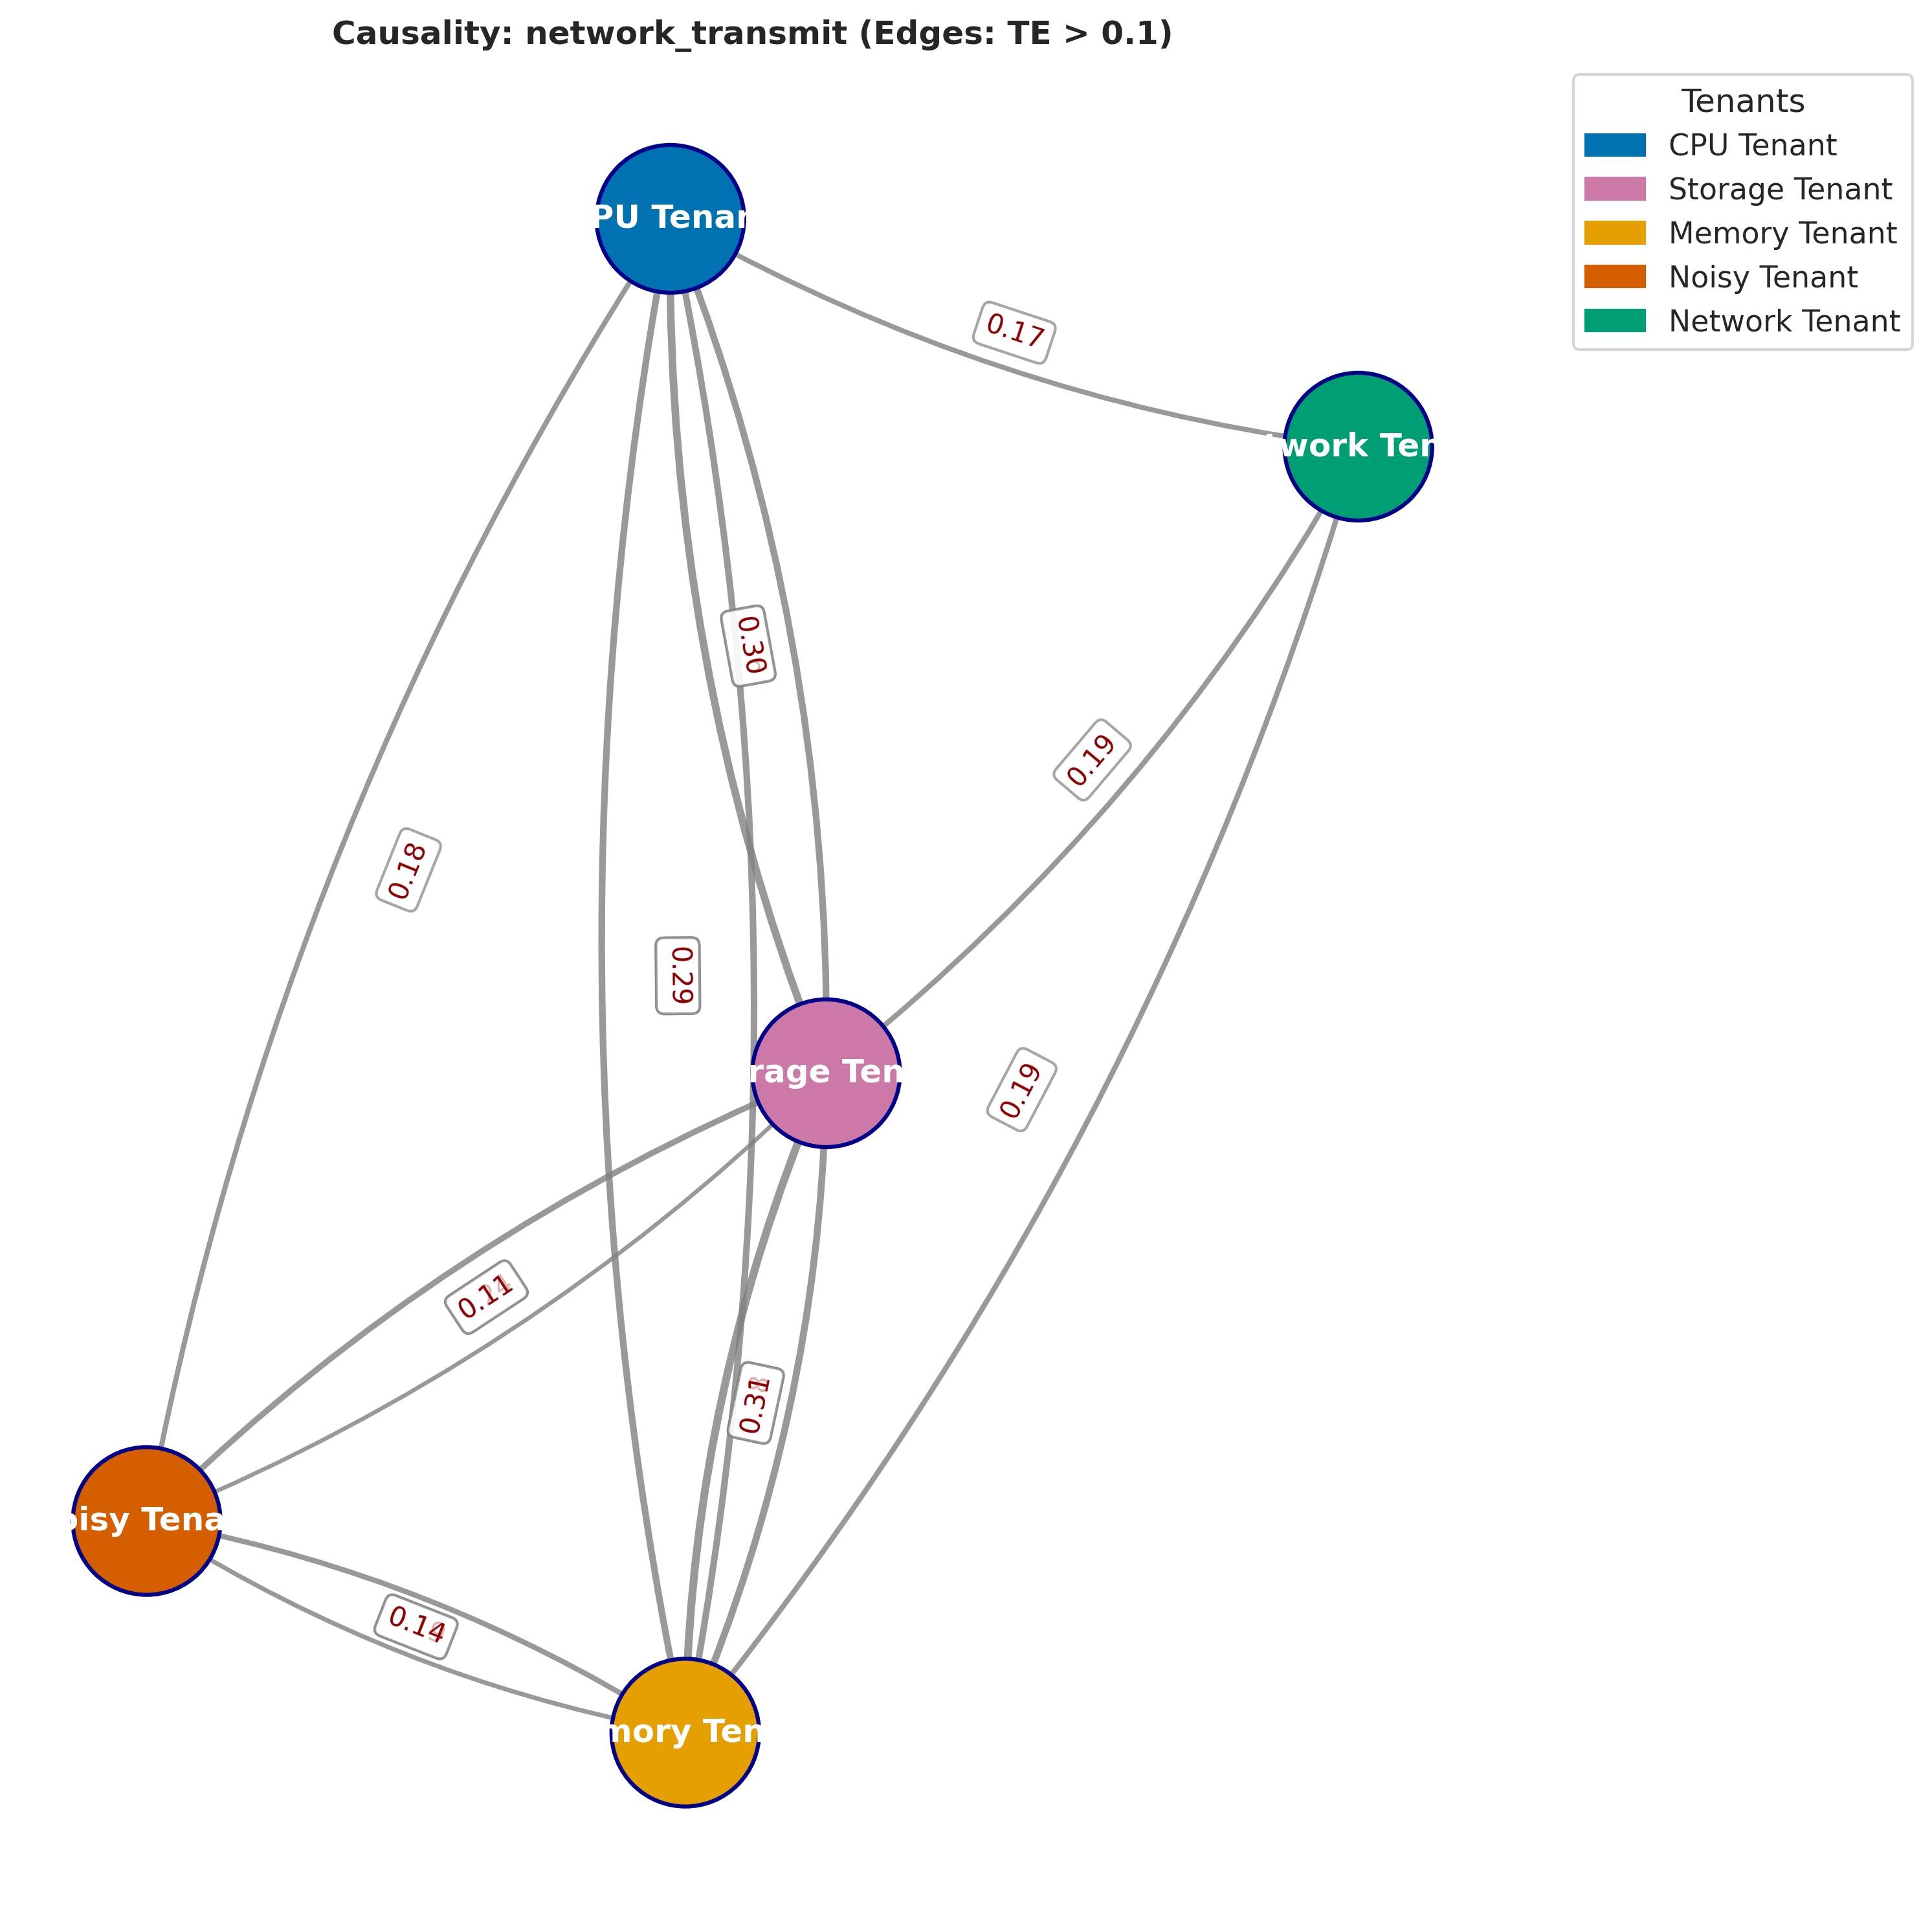 Causality: network_transmit (Edges: TE > 0.1)
Tenants
CPU Tenant
Storage Tenant
Memory Tenant
Noisy Tenant
Network Tenant
PU Tenar
0.17
work Ter
0.30
0.19
0.18
0.29
rage Ten
0.19
0.11
0.31
oisy Tena
0.14
mory Ten